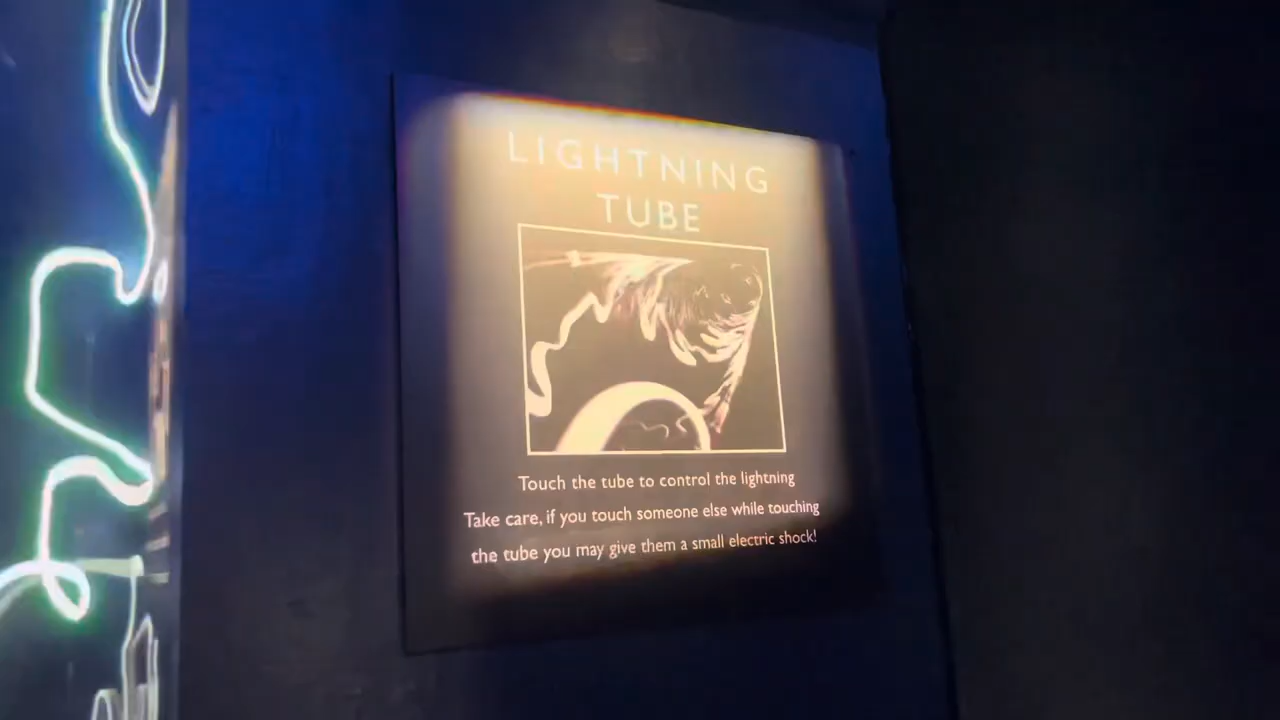 LIGHTNING
TUBE
Touch the tube to control the lightning
Take care, if you touch someone else while touching
the tube you may give them a small electric shock!